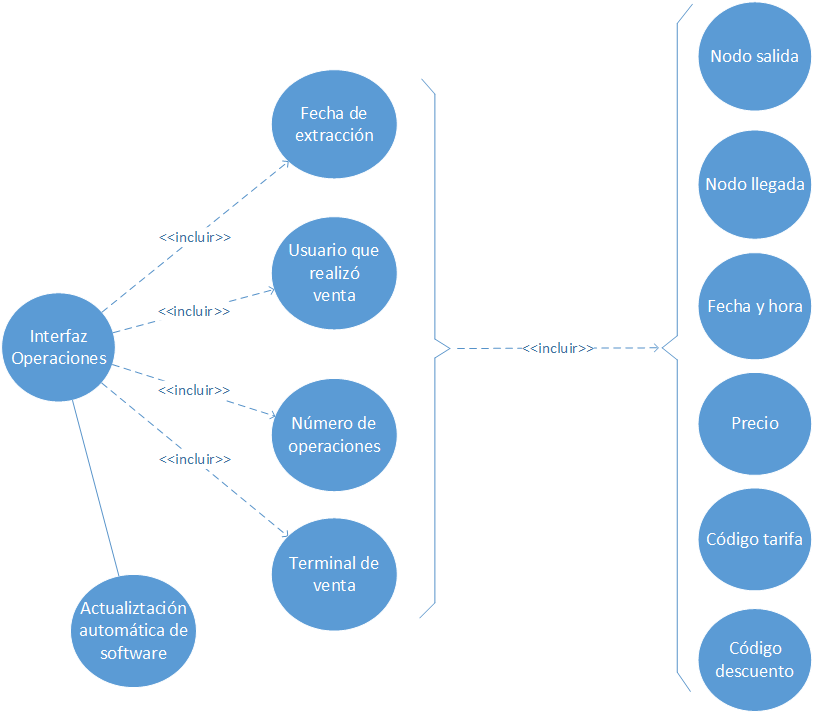 Nodo salida
Fecha de
extracción
Nodo llegada
<<incluir>>
Usuario que
realizó
venta
Fecha y hora
<<incluir>>
Interfaz
Operaciones
<<incluir>>
<<incluir>>
Número de
operaciones
Precio
<<incluir>>
Terminal de
venta
Código tarifa
Actualiztación
automática de
software
Código
descuento